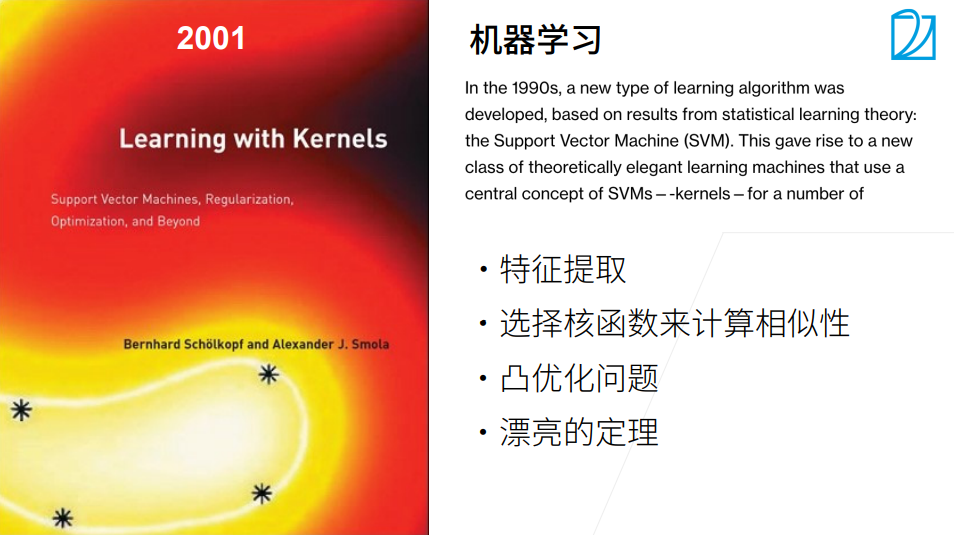 2001
Learning with Kernels
Support Vector Machines, Regularization,
Optimization, and Beyond
Bernhard Schölkopf and Alexander J. Smola
机器学习
In the 1990s, a new type of learning algorithm was
developed, based on results from statistical learning theory:
the Support Vector Machine (SVM). This gave rise to a new
class of theoretically elegant learning machines that use a
central concept of SVMs – -kernels – for a number of
• 特征提取
• 选择核函数来计算相似性
• 凸优化问题
• 漂亮的定理